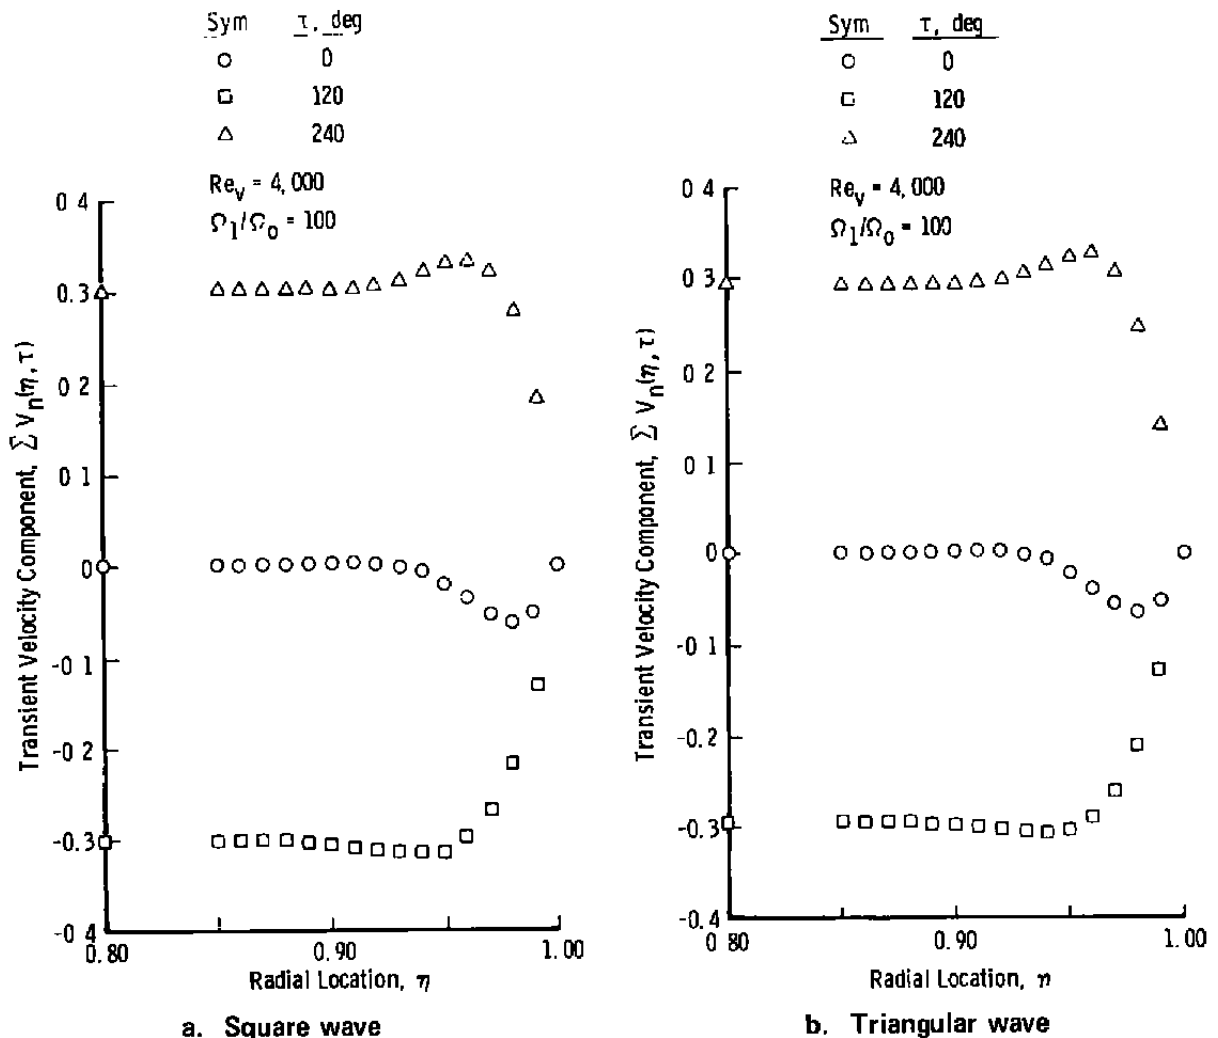 Sym τ, deg
0
120
240
Re_v = 4,000
Ω_1/Ω_0 = 100
0 4
0.3
0 2
0 1
0
-0 1
-0 2
-0.3
-0 4
0.80 0.90 1.00
Transient Velocity Component, Σ V_n(η, τ)
Radial Location, η
a. Square wave
Sym τ, deg
0
120
240
Re_v = 4,000
Ω_1/Ω_0 = 100
0 4
0 3
0 2
0 1
0
-0 1
-0.2
-0.3
-0.4
0 80 0.90 1.00
Transient Velocity Component, Σ V_n(η, τ)
Radial Location, η
b. Triangular wave